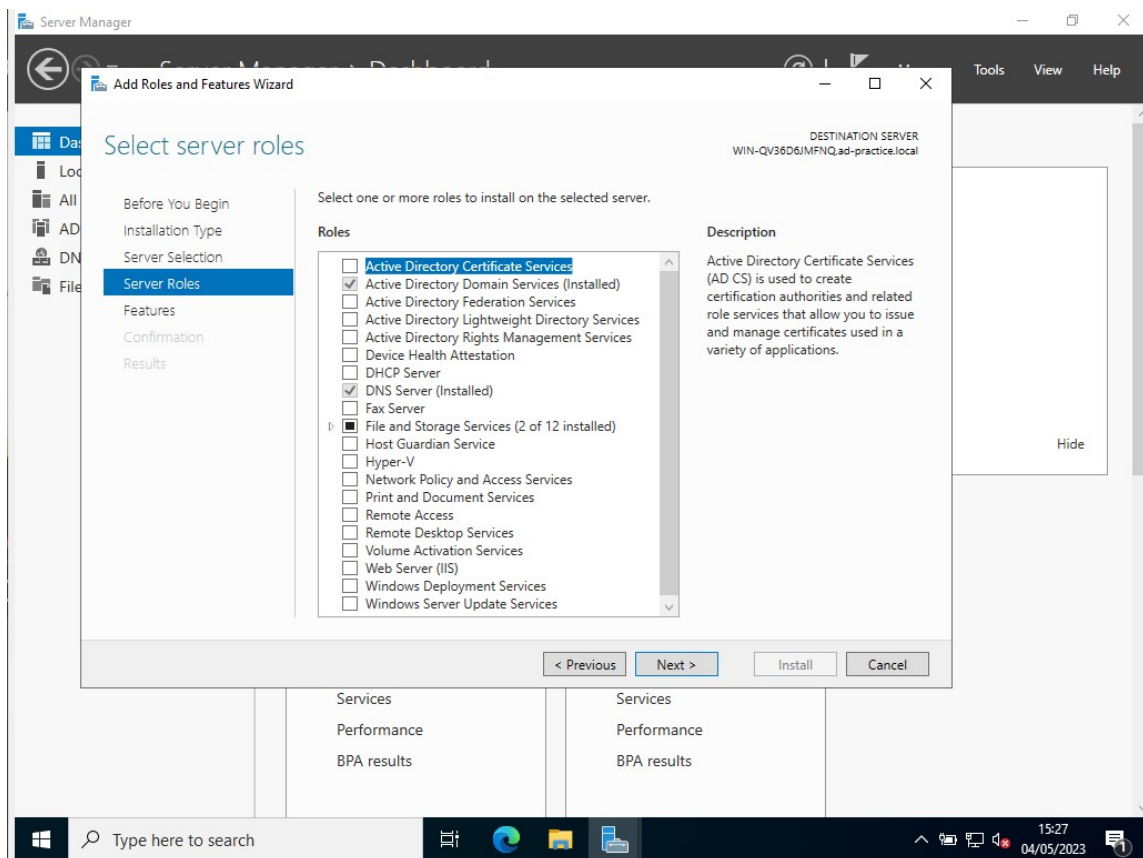 Server Manager
Tools View Help
Add Roles and Features Wizard
Select server roles
DESTINATION SERVER
WIN-QV36D6JMFNQ.ad-practice.local
Before You Begin
Installation Type
Server Selection
Server Roles
Features
Confirmation
Results
Select one or more roles to install on the selected server.
Roles
Active Directory Certificate Services
Active Directory Domain Services (Installed)
Active Directory Federation Services
Active Directory Lightweight Directory Services
Active Directory Rights Management Services
Device Health Attestation
DHCP Server
DNS Server (Installed)
Fax Server
File and Storage Services (2 of 12 installed)
Host Guardian Service
Hyper-V
Network Policy and Access Services
Print and Document Services
Remote Access
Remote Desktop Services
Volume Activation Services
Web Server (IIS)
Windows Deployment Services
Windows Server Update Services
Description
Active Directory Certificate Services
(AD CS) is used to create
certification authorities and related
role services that allow you to issue
and manage certificates used in a
variety of applications.
Das
Loc
All
AD
DN
File
Hide
< Previous Next > Install Cancel
Services Services
Performance Performance
BPA results BPA results
Type here to search
15:27
04/05/2023
1